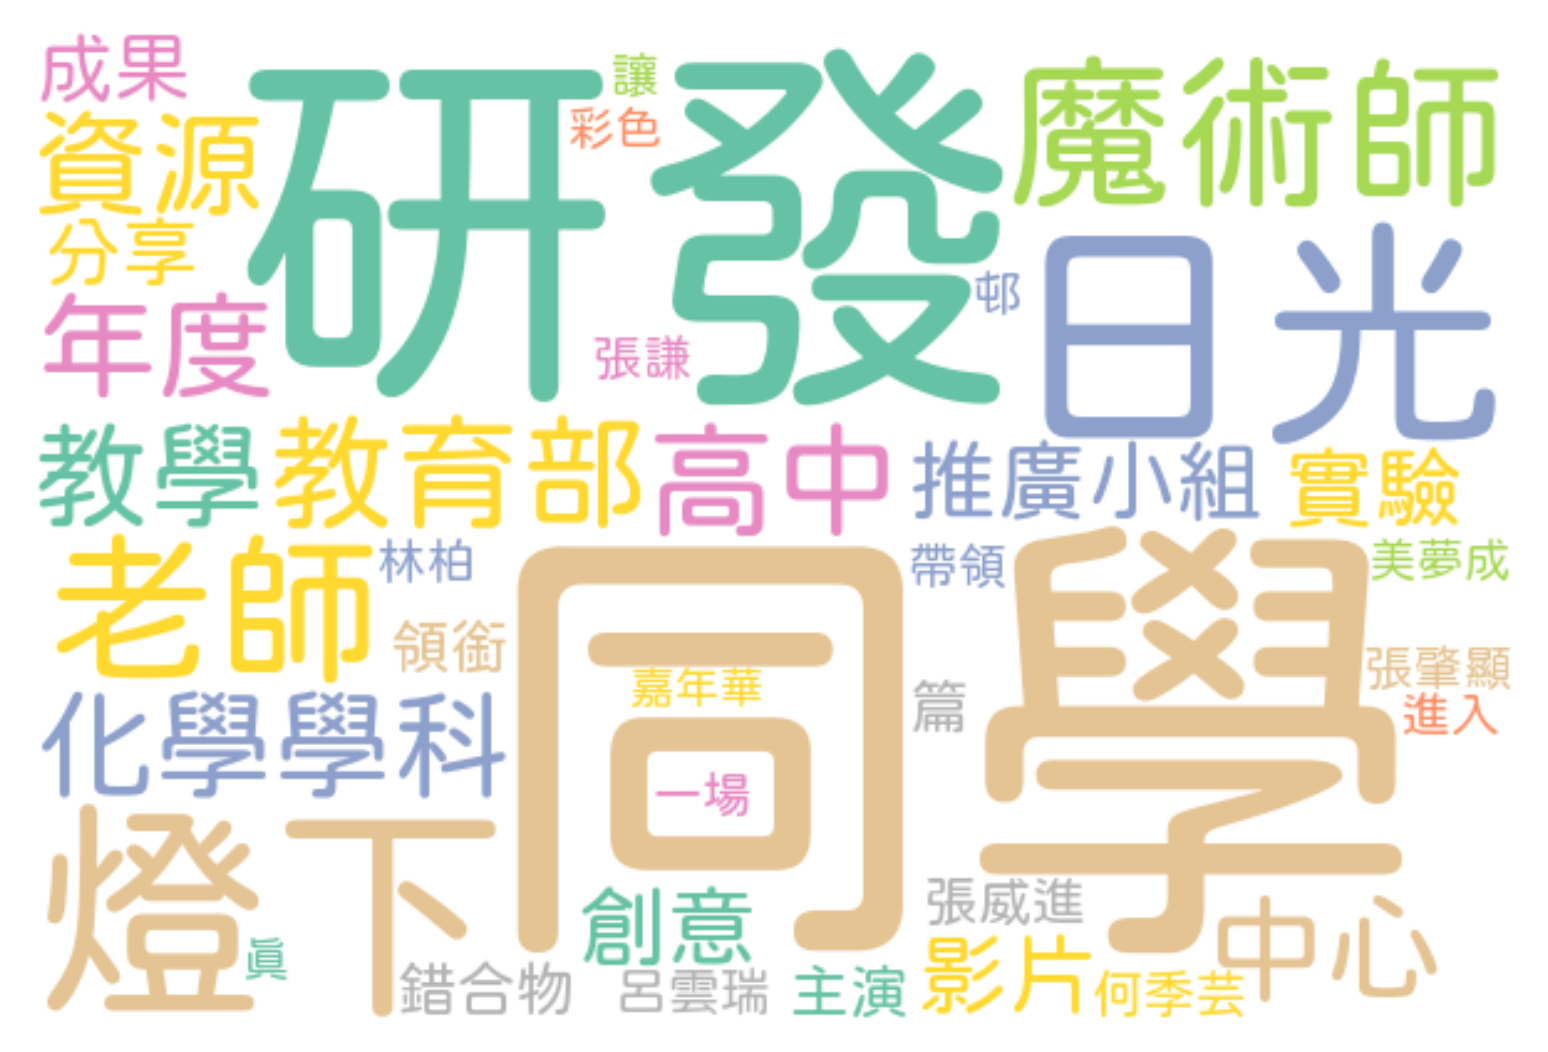 成果
研發
讓
彩色
魔術師
資源
分享
日光
邨
年度
張謙
教學
教育部
高中
推廣小組
實驗
老師
林柏
同學
帶領
美夢成
領銜
嘉年華
篇
張肇顯
進入
化學學科
一場
燈下
眞
創意
張威進
中心
錯合物
呂雲瑞
主演
影片
何季芸